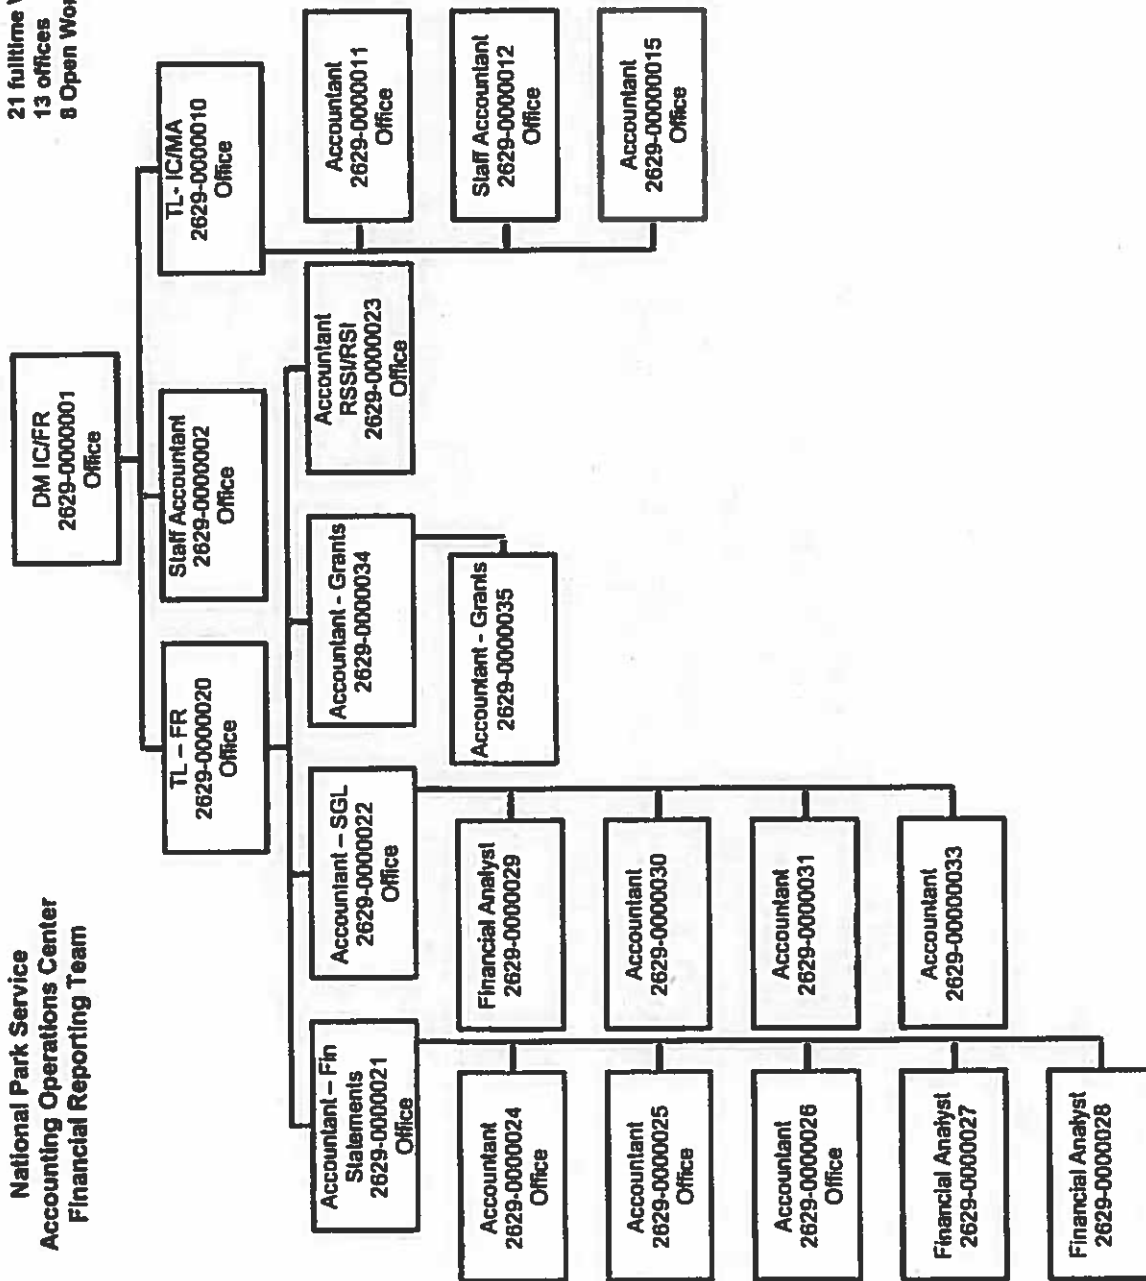 National Park Service
Accounting Operations Center
Financial Reporting Team
21 fulltime
13 offices
8 Open Wor
DM IC/FR
2629-0000001
Office
TL – FR
2629-0000020
Office
Staff Accountant
2629-0000002
Office
TL- IC/MA
2629-0000010
Office
Accountant – Fin
Statements
2629-0000021
Office
Accountant – SGL
2629-0000022
Office
Accountant - Grants
2629-0000034
Accountant
RSSI/RSI
2629-0000023
Office
Accountant
2629-0000011
Office
Accountant
2629-0000024
Office
Financial Analyst
2629-0000029
Accountant - Grants
2629-0000035
Staff Accountant
2629-0000012
Office
Accountant
2629-0000025
Office
Accountant
2629-0000030
Accountant
2629-00000015
Office
Accountant
2629-0000026
Office
Accountant
2629-0000031
Financial Analyst
2629-0000027
Accountant
2629-00000033
Financial Analyst
2629-0000028